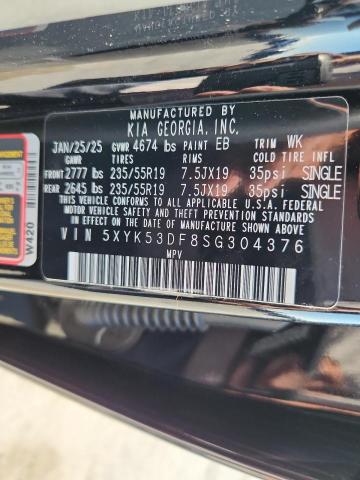 MANUFACTURED BY
KIA GEORGIA, INC.
JAN/25/25 GVWR 4674 lbs PAINT EB TRIM WK
GAWR TIRES RIMS COLD TIRE INFL
FRONT 2777 lbs 235/55R19 7.5JX19 35psi SINGLE
REAR 2645 lbs 235/55R19 7.5JX19 35psi SINGLE
THIS VEHICLE CONFORMS TO ALL APPLICABLE
U.S. FEDERAL MOTOR VEHICLE SAFETY STANDARDS
IN EFFECT ON THE DATE OF MANUFACTURE
SHOWN ABOVE.
VIN 5XYK53DF8SG304376
MPV
W420